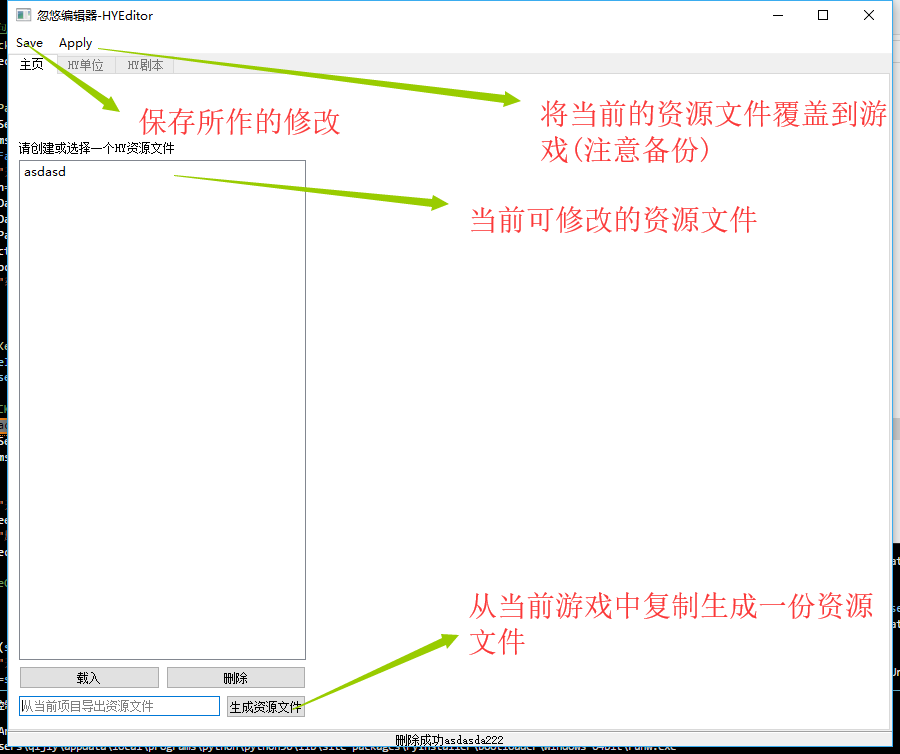 忽悠编辑器-HYEditor
Save Apply
主页 HY单位 HY剧本
保存所作的修改
将当前的资源文件覆盖到游
戏(注意备份)
请创建或选择一个HY资源文件
asdasd
当前可修改的资源文件
从当前游戏中复制生成一份资源
文件
载入 删除
从当前项目导出资源文件 生成资源文件
删除成功asdasda222